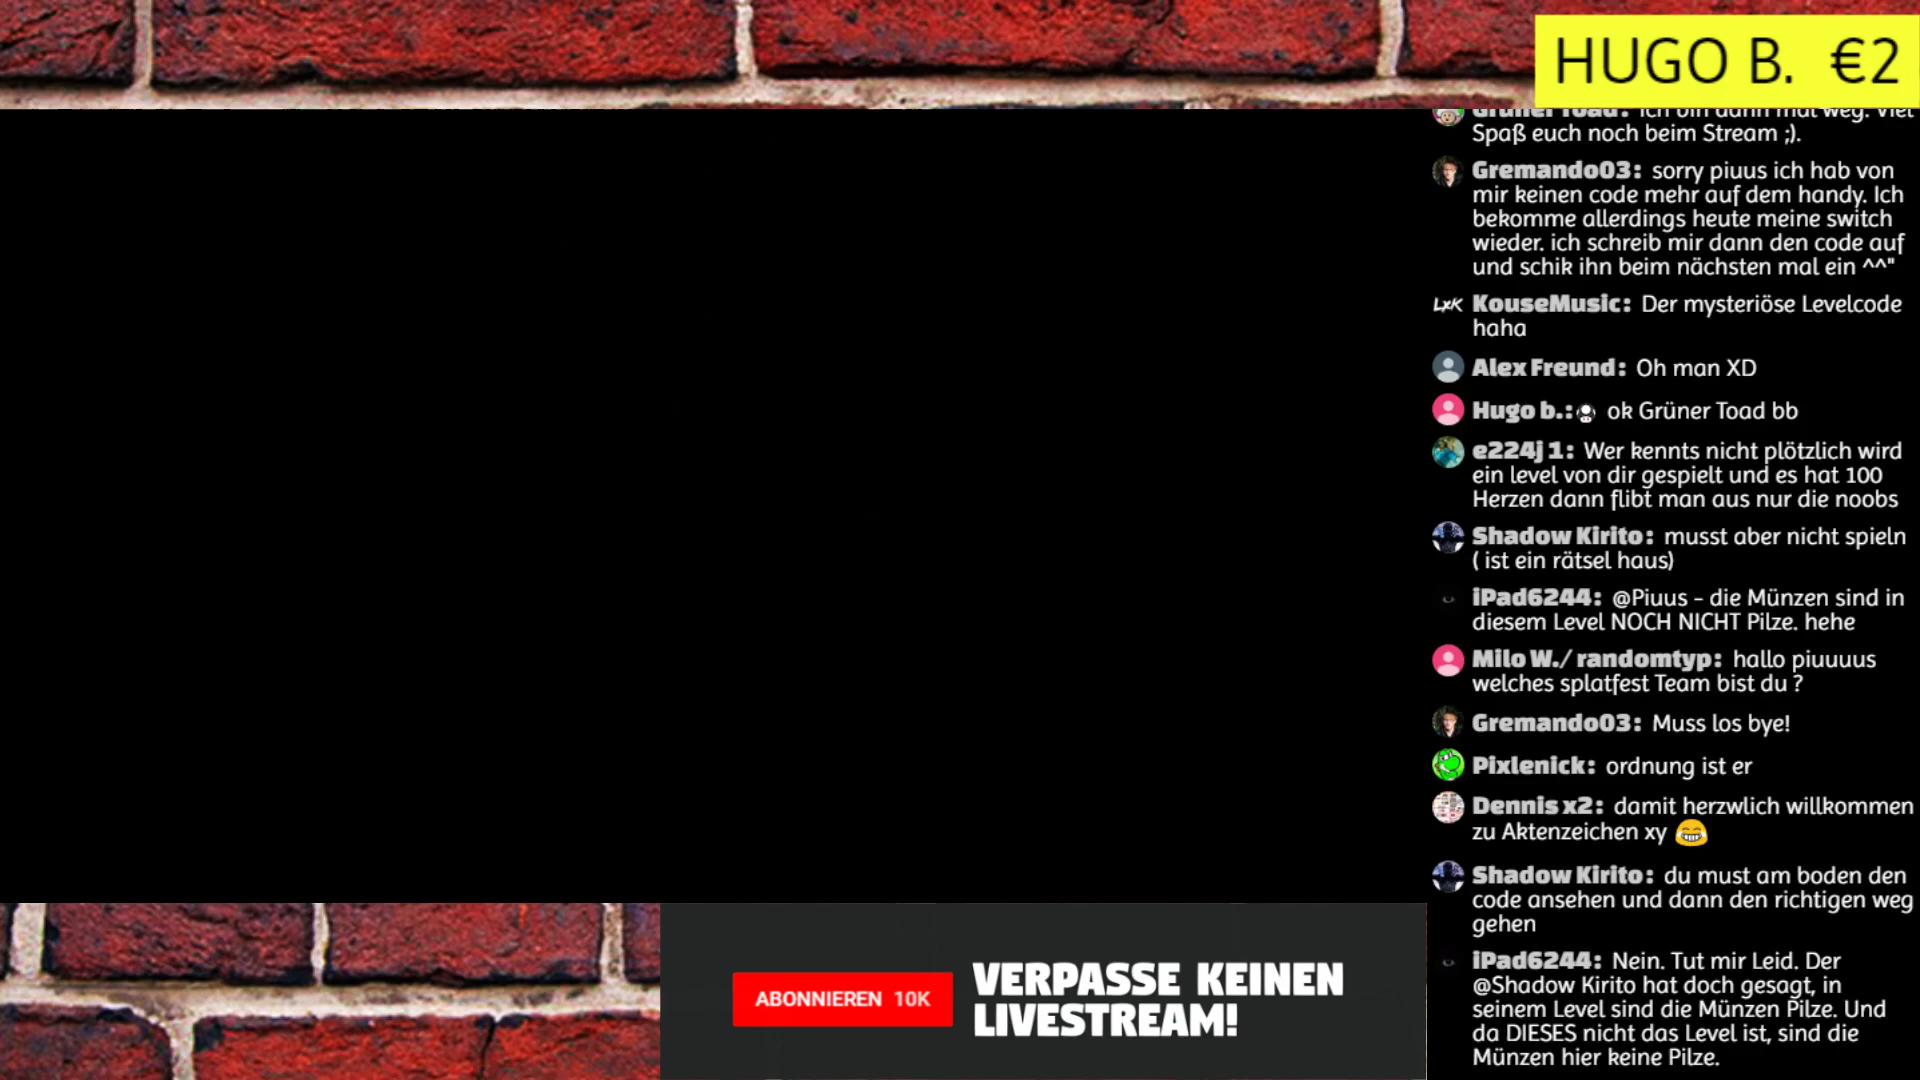 HUGO B. €2
Grüner Toad: Ich bin dann mal weg. Viel
Spaß euch noch beim Stream ;).
Gremando03: sorry piuus ich hab von
mir keinen code mehr auf dem handy. Ich
bekomme allerdings heute meine switch
wieder. ich schreib mir dann den code auf
und schik ihn beim nächsten mal ein ^^"
LxK KouseMusic: Der mysteriöse Levelcode
haha
Alex Freund: Oh man XD
Hugo b.: ok Grüner Toad bb
e224j 1: Wer kennts nicht plötzlich wird
ein level von dir gespielt und es hat 100
Herzen dann flibt man aus nur die noobs
Shadow Kirito: musst aber nicht spieln
( ist ein rätsel haus)
iPad6244: @Piuus - die Münzen sind in
diesem Level NOCH NICHT Pilze. hehe
Milo W./ randomtyp: hallo piuuuus
welches splatfest Team bist du ?
Gremando03: Muss los bye!
Pixlenick: ordnung ist er
Dennis x2: damit herzwlich willkommen
zu Aktenzeichen xy 😂
Shadow Kirito: du must am boden den
code ansehen und dann den richtigen weg
gehen
iPad6244: Nein. Tut mir Leid. Der
@Shadow Kirito hat doch gesagt, in
seinem Level sind die Münzen Pilze. Und
da DIESES nicht das Level ist, sind die
Münzen hier keine Pilze.
ABONNIEREN 10K
VERPASSE KEINEN
LIVESTREAM!